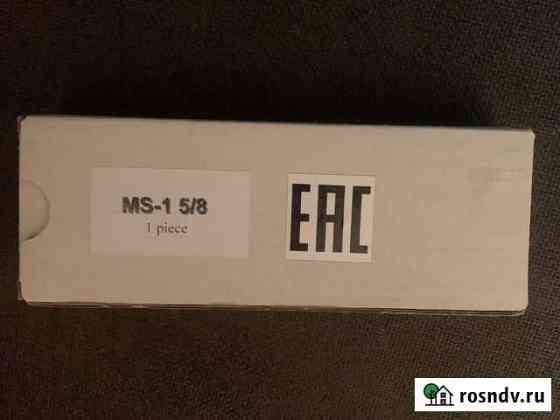 MS-1 5/8
1 piece
EAC
rosndv.ru